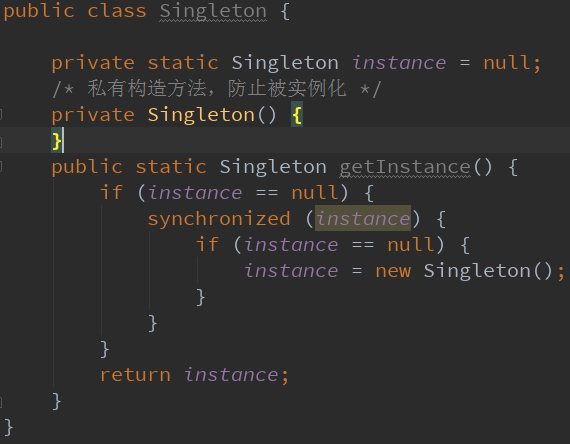 public class Singleton {
private static Singleton instance = null;
/* 私有构造方法，防止被实例化 */
private Singleton() {
}
public static Singleton getInstance() {
if (instance == null) {
synchronized (instance) {
if (instance == null) {
instance = new Singleton();
}
}
}
return instance;
}
}